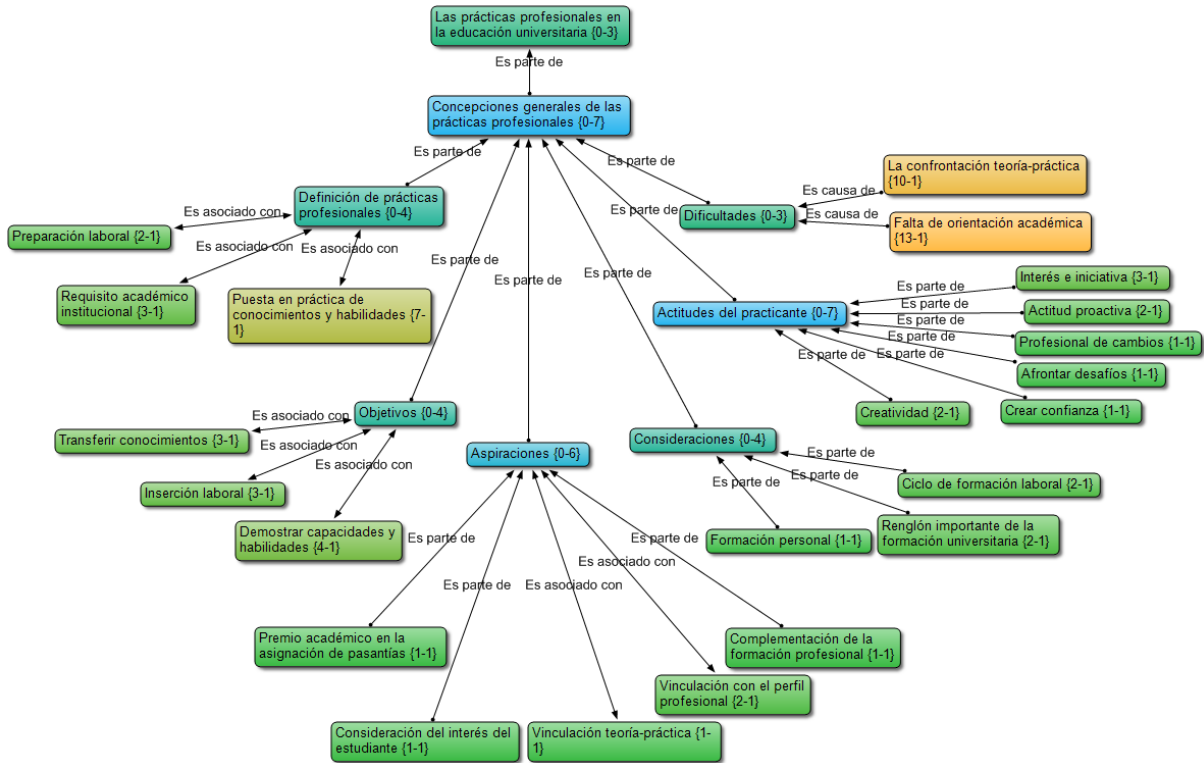 Las prácticas profesionales en
la educación universitaria {0-3}
Es parte de
Concepciones generales de las
prácticas profesionales {0-7}
Es parte de
Es parte de
La confrontación teoría-práctica
{10-1}
Es causa de
Definición de prácticas
profesionales {0-4}
Es parte de
Dificultades {0-3}
Es causa de
Falta de orientación académica
{13-1}
Es asociado con
Preparación laboral {2-1}
Es asociado con
Es asociado con
Es parte de
Es parte de
Es parte de
Requisito académico
institucional {3-1}
Puesta en práctica de
conocimientos y habilidades {7-
1}
Actitudes del practicante {0-7}
Es parte de
Interés e iniciativa {3-1}
Es parte de
Actitud proactiva {2-1}
Es parte de
Profesional de cambios {1-1}
Es parte de
Es parte de
Es parte de
Afrontar desafíos {1-1}
Creatividad {2-1}
Crear confianza {1-1}
Es asociado con
Objetivos {0-4}
Transferir conocimientos {3-1}
Es asociado con
Es asociado con
Inserción laboral {3-1}
Demostrar capacidades y
habilidades {4-1}
Aspiraciones {0-6}
Consideraciones {0-4}
Es parte de
Es parte de
Es parte de
Ciclo de formación laboral {2-1}
Formación personal {1-1}
Renglón importante de la
formación universitaria {2-1}
Es parte de
Es parte de
Es parte de
Es asociado con
Es asociado con
Premio académico en la
asignación de pasantías {1-1}
Complementación de la
formación profesional {1-1}
Vinculación con el perfil
profesional {2-1}
Consideración del interés del
estudiante {1-1}
Vinculación teoría-práctica {1-
1}